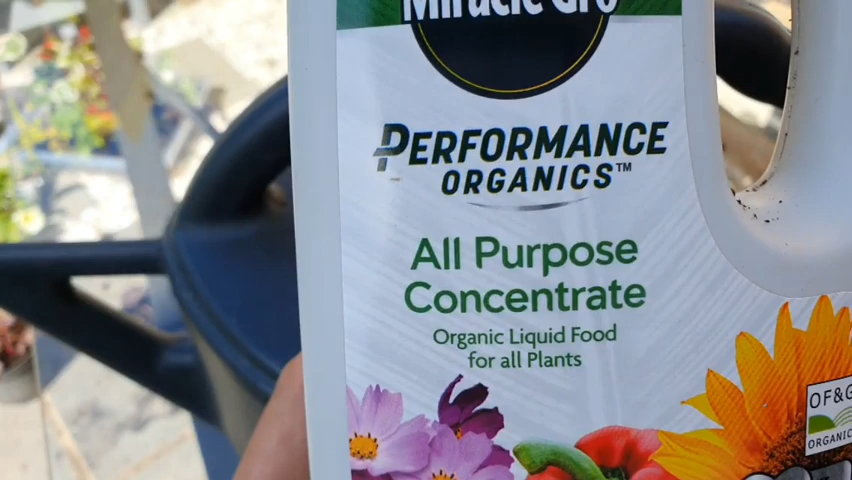 Miracle Gro
PERFORMANCE
ORGANICS™
All Purpose
Concentrate
Organic Liquid Food
for all Plants
OF&G
ORGANIC